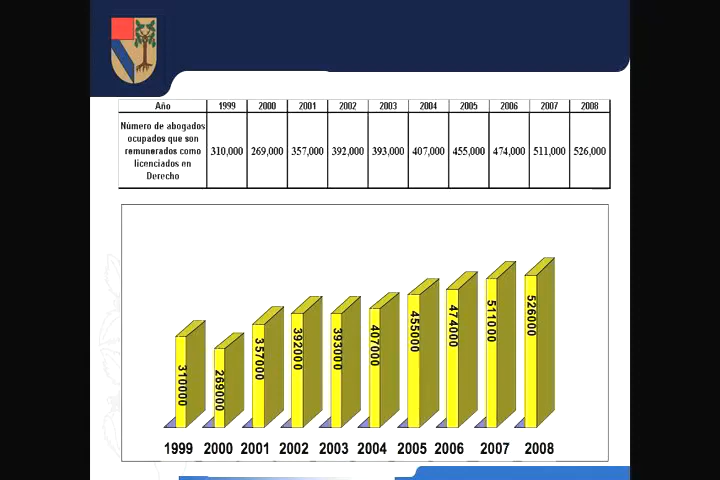 Año 1999 2000 2001 2002 2003 2004 2005 2006 2007 2008
Número de abogados
ocupados que son
remunerados como 310,000 269,000 357,000 392,000 393,000 407,000 455,000 474,000 511,000 526,000
licenciados en
Derecho
310000 269000 357000 392000 393000 407000 455000 474000 511000 526000
1999 2000 2001 2002 2003 2004 2005 2006 2007 2008